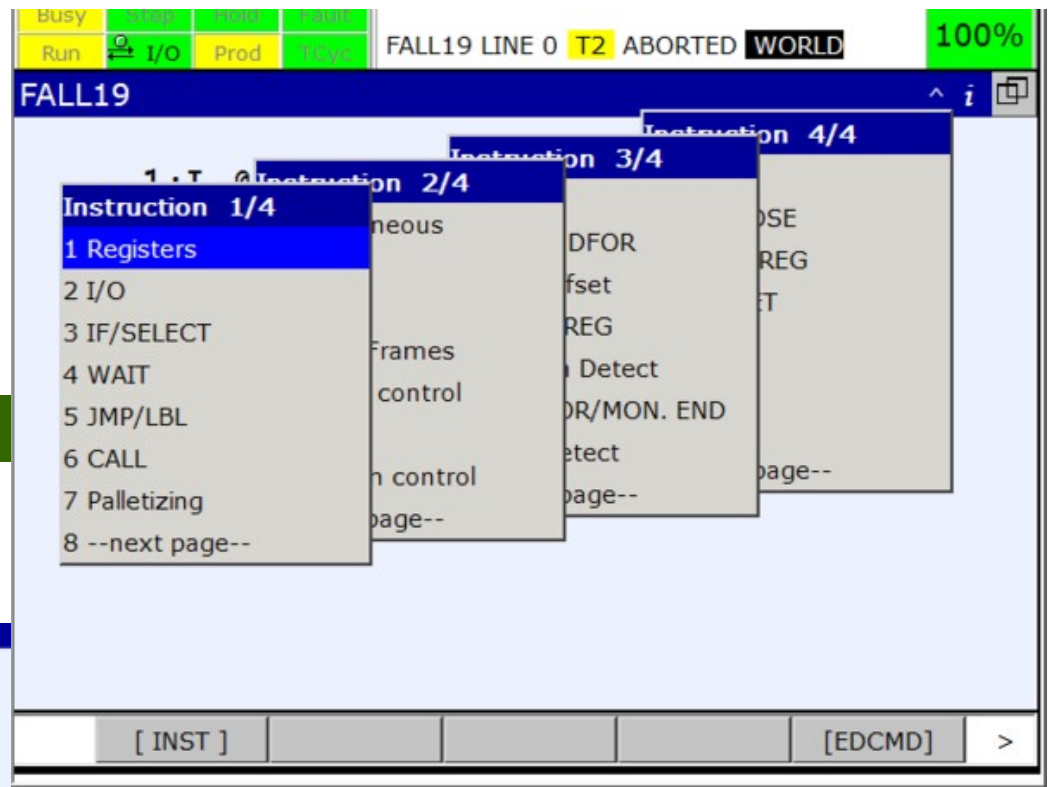 Busy Step Hold Fault
Run I/O Prod TCyc FALL19 LINE 0 T2 ABORTED WORLD 100%
FALL19 ^ i
Instruction 4/4
Instruction 3/4
Instruction 2/4
Instruction 1/4
1 Registers
2 I/O
3 IF/SELECT
4 WAIT
5 JMP/LBL
6 CALL
7 Palletizing
8 --next page--
neous
Frames
control
n control
page--
DFOR
fset
REG
Detect
OR/MON. END
etect
page--
OSE
REG
ET
page--
[ INST ] [EDCMD] >